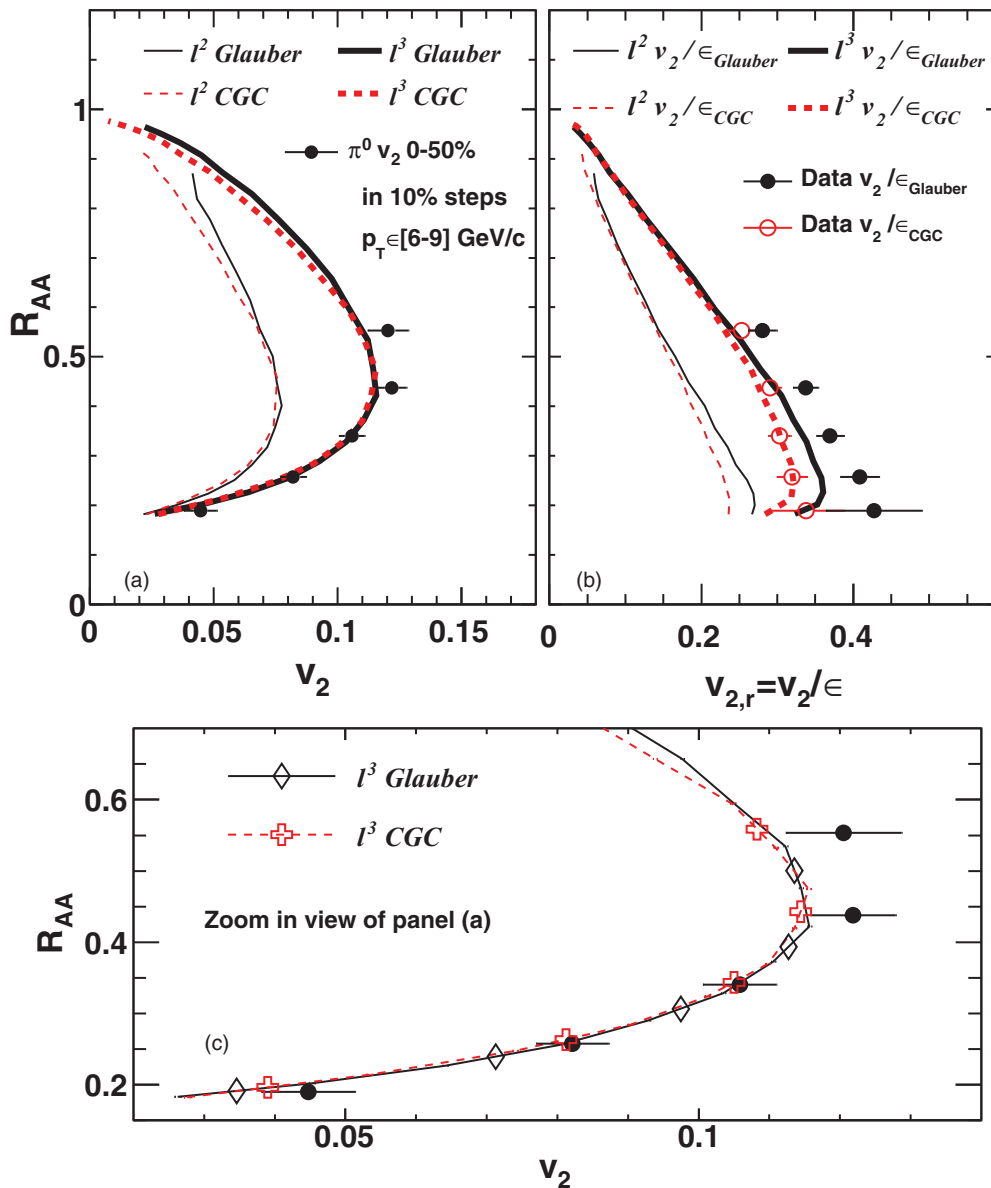 l² Glauber
l³ Glauber
l² CGC
l³ CGC
π⁰ v₂ 0-50%
in 10% steps
p_T∈[6-9] GeV/c
1
0.5
0
R_AA
(a)
0 0.05 0.1 0.15
v₂
l² v₂/∈_Glauber
l³ v₂/∈_Glauber
l² v₂/∈_CGC
l³ v₂/∈_CGC
Data v₂/∈_Glauber
Data v₂/∈_CGC
(b)
0 0.2 0.4
v_2,r=v₂/∈
l³ Glauber
l³ CGC
Zoom in view of panel (a)
0.6
0.4
0.2
R_AA
(c)
0.05 0.1
v₂